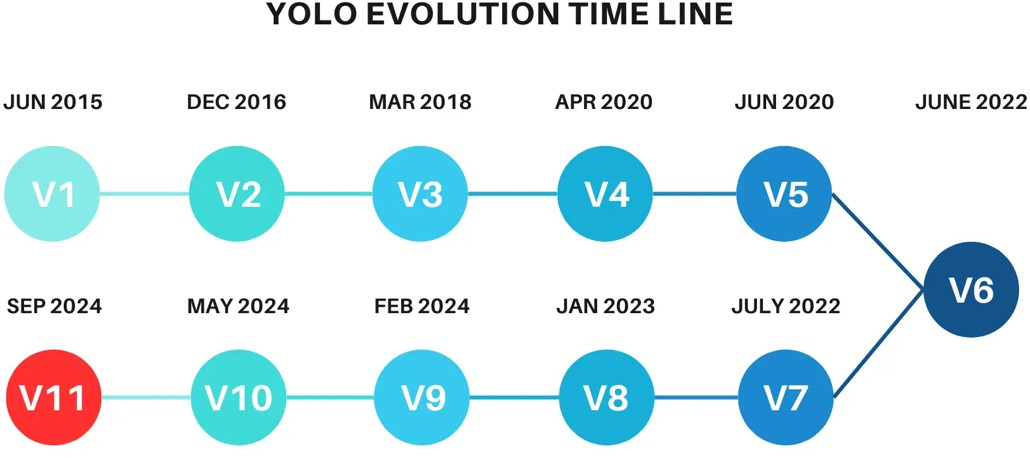 YOLO EVOLUTION TIME LINE
JUN 2015 DEC 2016 MAR 2018 APR 2020 JUN 2020 JUNE 2022
V1 V2 V3 V4 V5
V6
SEP 2024 MAY 2024 FEB 2024 JAN 2023 JULY 2022
V11 V10 V9 V8 V7